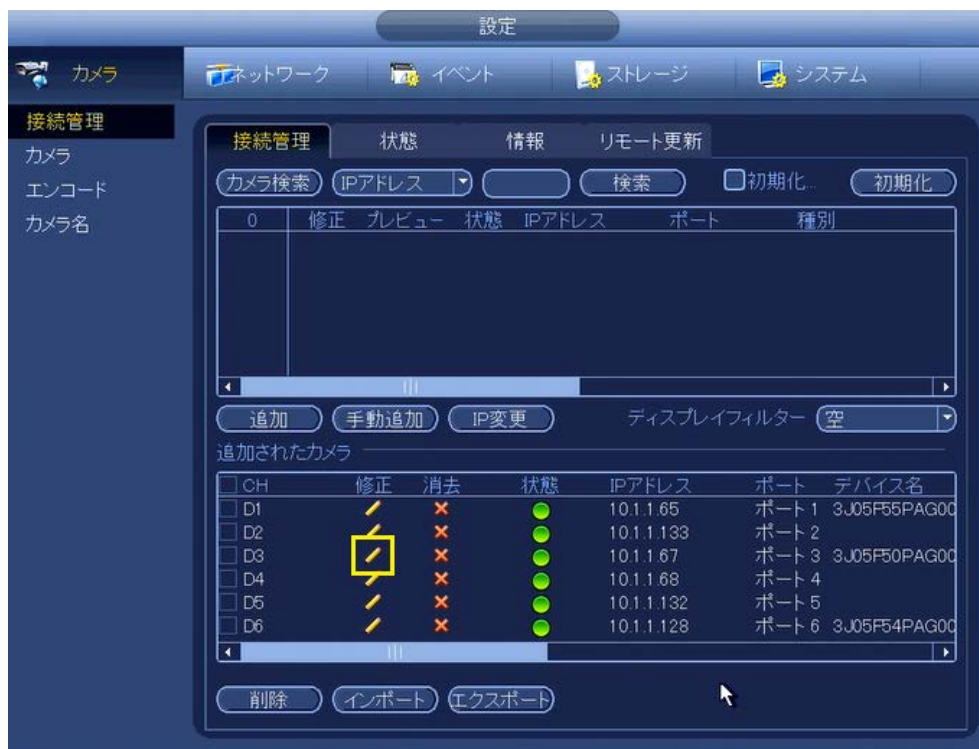 設定
カメラ ネットワーク イベント ストレージ システム
接続管理
カメラ
エンコード
カメラ名
接続管理 状態 情報 リモート更新
カメラ検索 IPアドレス 検索 初期化... 初期化
0 修正 プレビュー 状態 IPアドレス ポート 種別
追加 手動追加 IP変更 ディスプレイフィルター 空
追加されたカメラ
CH 修正 消去 状態 IPアドレス ポート デバイス名
D1 10.1.1.65 ポート 1 3J05F55PAG00
D2 10.1.1.133 ポート 2
D3 10.1.1.67 ポート 3 3J05F50PAG00
D4 10.1.1.68 ポート 4
D5 10.1.1.132 ポート 5
D6 10.1.1.128 ポート 6 3J05F54PAG00
削除 インポート エクスポート